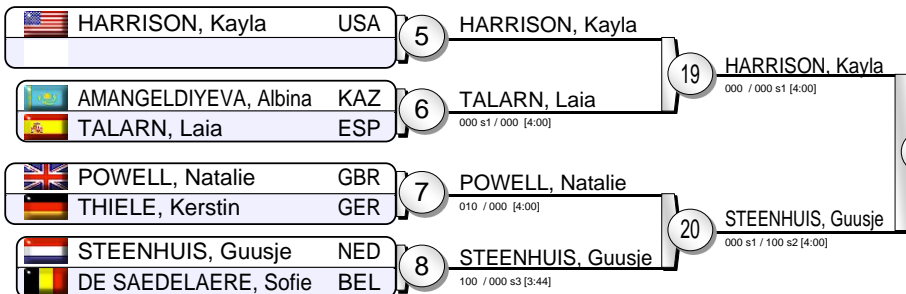 HARRISON, Kayla USA
5
HARRISON, Kayla
19
HARRISON, Kayla
000 / 000 s1 [4:00]
AMANGELDIYEVA, Albina KAZ
TALARN, Laia ESP
6
TALARN, Laia
000 s1 / 000 [4:00]
POWELL, Natalie GBR
THIELE, Kerstin GER
7
POWELL, Natalie
010 / 000 [4:00]
20
STEENHUIS, Guusje
000 s1 / 100 s2 [4:00]
STEENHUIS, Guusje NED
DE SAEDELAERE, Sofie BEL
8
STEENHUIS, Guusje
100 / 000 s3 [3:44]